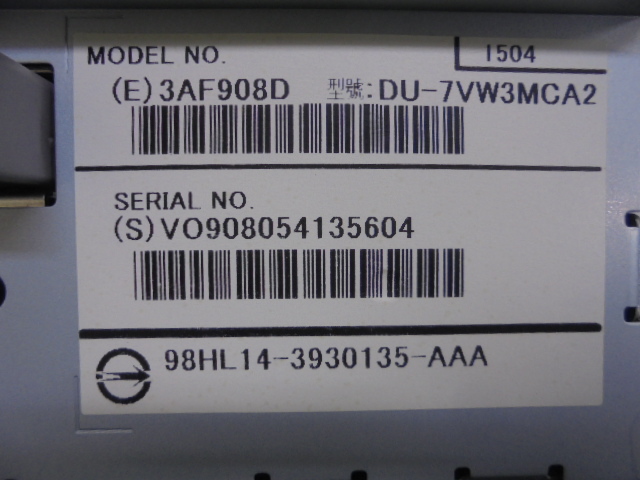 MODEL NO.
1504
(E)3AF908D 型號:DU-7VW3MCA2
SERIAL NO.
(S)VO908054135604
98HL14-3930135-AAA